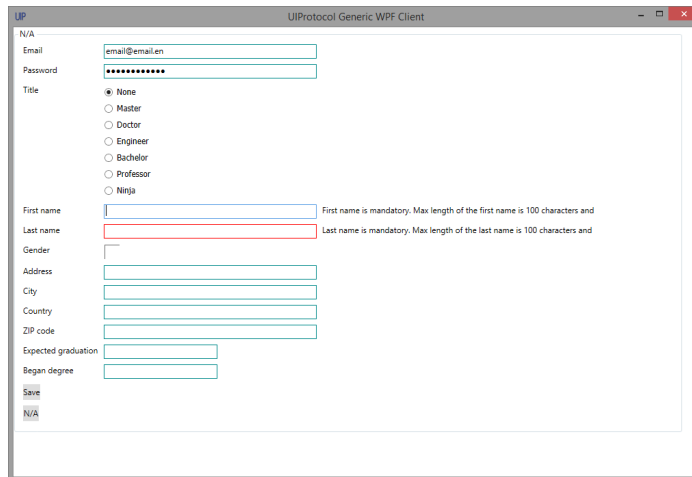 UIP UIProtocol Generic WPF Client
N/A
Email email@email.en
Password ●●●●●●●●●●●●
Title None
Master
Doctor
Engineer
Bachelor
Professor
Ninja
First name First name is mandatory. Max length of the first name is 100 characters and
Last name Last name is mandatory. Max length of the last name is 100 characters and
Gender
Address
City
Country
ZIP code
Expected graduation
Began degree
Save
N/A